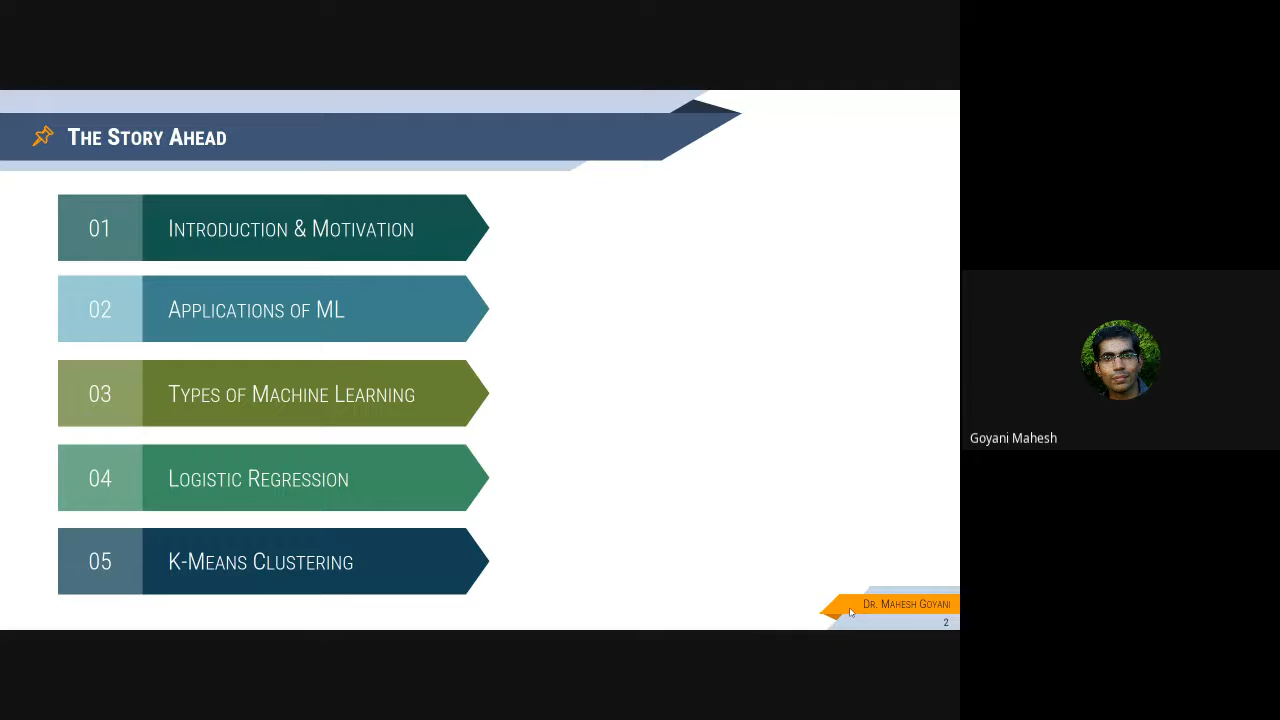 The Story Ahead
01 Introduction & Motivation
02 Applications of ML
03 Types of Machine Learning
04 Logistic Regression
05 K-Means Clustering
Dr. Mahesh Goyani
2
Goyani Mahesh